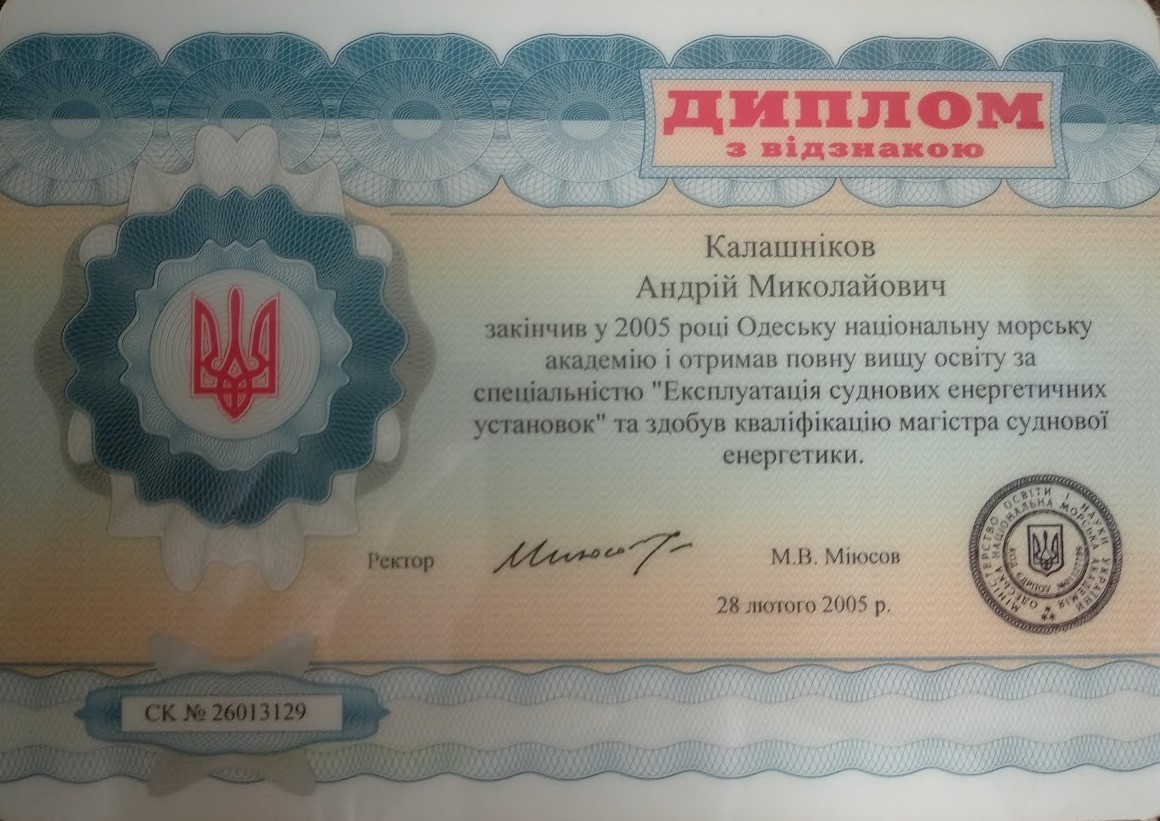 ДИПЛОМ
з відзнакою
Калашніков
Андрій Миколайович
закінчив у 2005 році Одеську національну морську
академію і отримав повну вищу освіту за
спеціальністю "Експлуатація суднових енергетичних
установок" та здобув кваліфікацію магістра суднової
енергетики.
Ректор
М.В. Міюсов
28 лютого 2005 р.
МІНІСТЕРСТВО ОСВІТИ І НАУКИ УКРАЇНИ
ОДЕСЬКА НАЦІОНАЛЬНА МОРСЬКА АКАДЕМІЯ
СК № 26013129